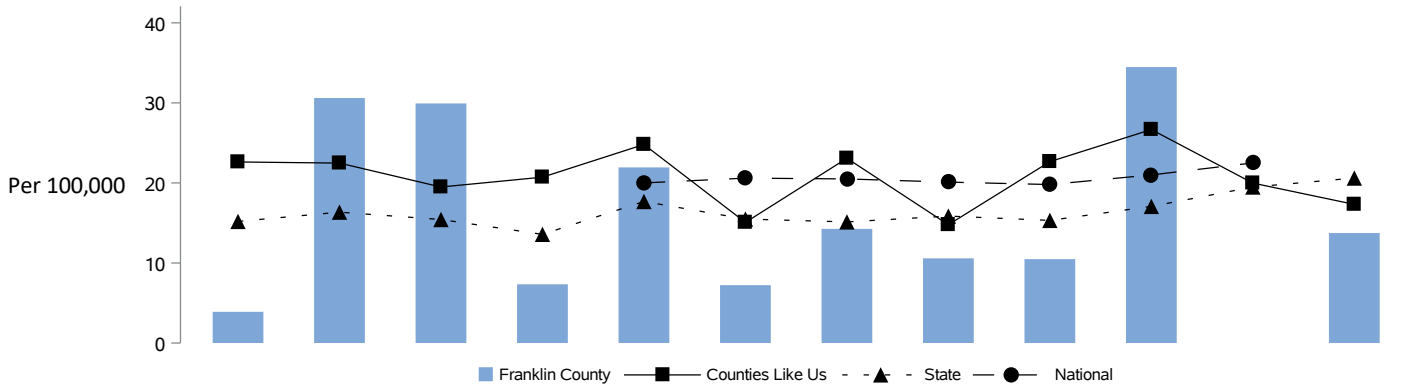 40
30
Per 100,000
20
10
0
Franklin County
Counties Like Us
State
National